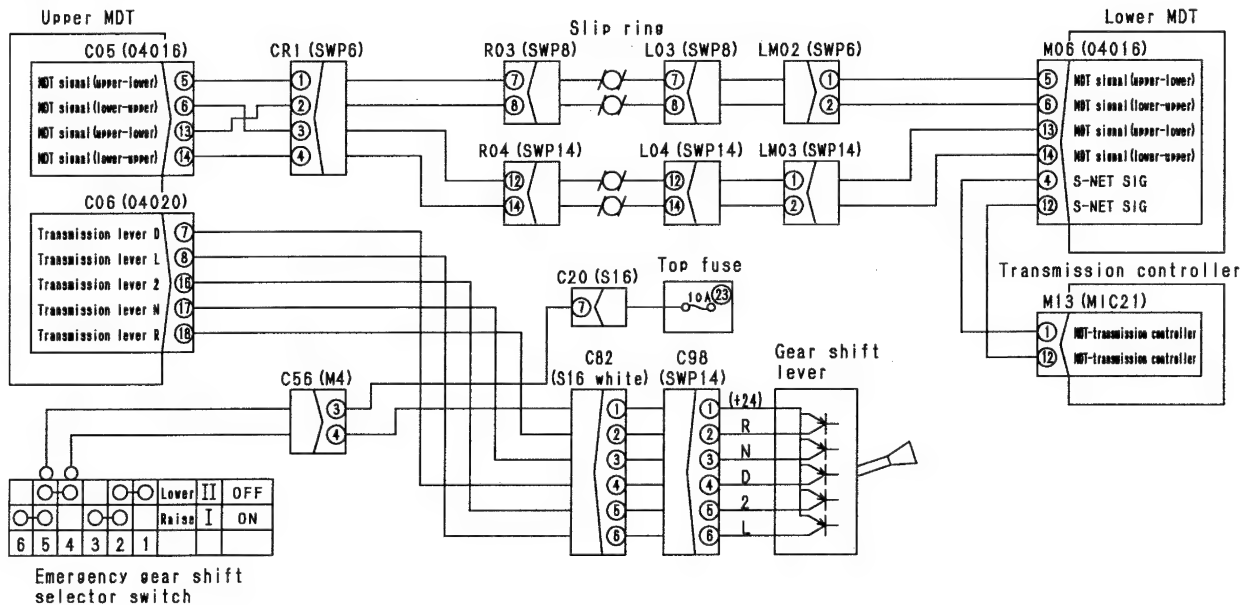 Upper MDT
Slip ring
Lower MDT
C05 (04016)
CR1 (SWP6)
R03 (SWP8)
L03 (SWP8)
LM02 (SWP6)
M06 (04016)
MDT signal (upper-lower) 5
MDT signal (lower-upper) 6
MDT signal (upper-lower) 13
MDT signal (lower-upper) 14
1
2
3
4
7
8
7
8
1
2
5 MDT signal (upper-lower)
6 MDT signal (lower-upper)
13 MDT signal (upper-lower)
14 MDT signal (lower-upper)
4 S-NET SIG
12 S-NET SIG
R04 (SWP14)
L04 (SWP14)
LM03 (SWP14)
12
14
12
14
1
2
C06 (04020)
Transmission lever D 7
Transmission lever L 8
Transmission lever 2 16
Transmission lever N 17
Transmission lever R 18
C20 (S16)
7
Top fuse
10A 23
Transmission controller
M13 (MIC21)
1 MDT-transmission controller
12 MDT-transmission controller
C56 (M4)
3
4
C82
(S16 white)
C98
(SWP14)
Gear shift
lever
1 1 (+24)
2 2 R
3 3 N
4 4 D
5 5 2
6 6 L
Lower II OFF
Raise I ON
6 5 4 3 2 1
Emergency gear shift
selector switch